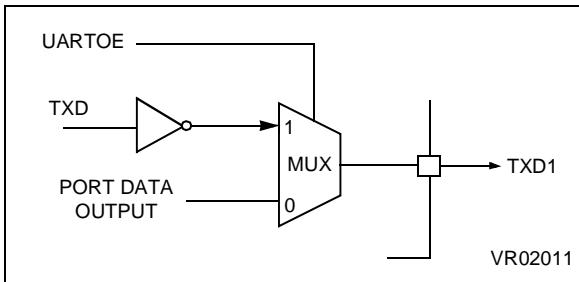 UARTOE
TXD
1
MUX
TXD1
PORT DATA
OUTPUT
0
VR02011